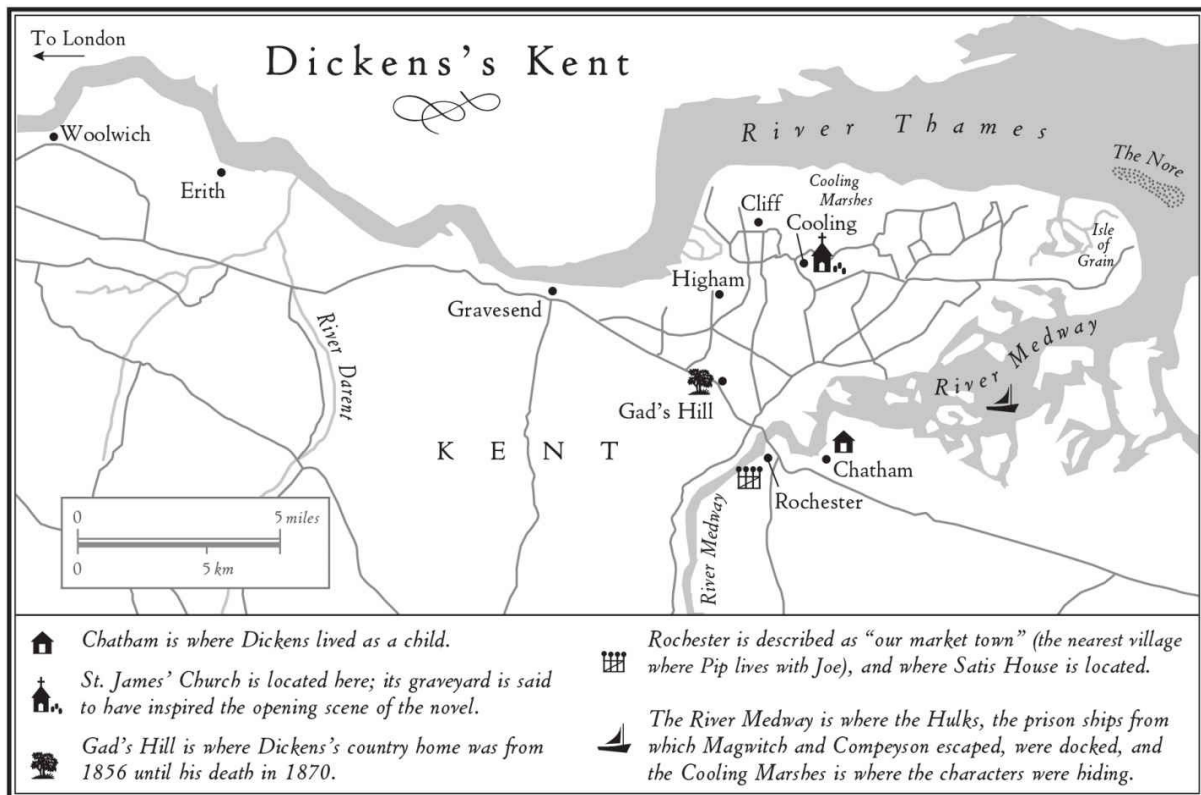 To London
Dickens's Kent
River Thames
The Nore
Woolwich
Erith
Cooling
Marshes
Cliff
Cooling
Isle
of
Grain
Higham
Gravesend
River Medway
River Darent
Gad's Hill
KENT
Chatham
Rochester
River Medway
0 5 miles
0 5 km
Chatham is where Dickens lived as a child.
St. James' Church is located here; its graveyard is said
to have inspired the opening scene of the novel.
Gad's Hill is where Dickens's country home was from
1856 until his death in 1870.
Rochester is described as “our market town” (the nearest village
where Pip lives with Joe), and where Satis House is located.
The River Medway is where the Hulks, the prison ships from
which Magwitch and Compeyson escaped, were docked, and
the Cooling Marshes is where the characters were hiding.